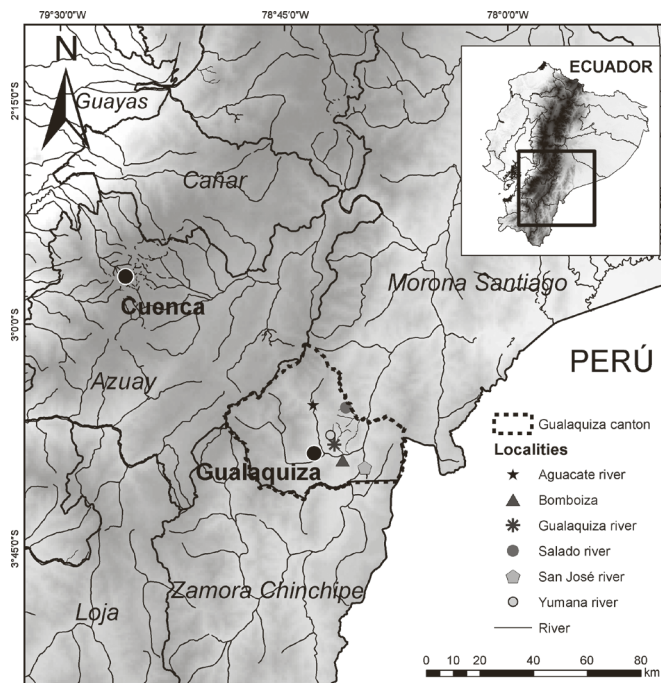 79°30'0"W
78°45'0"W
78°0'0"W
N
ECUADOR
Guayas
2°15'0"S
Cañar
Morona Santiago
Cuenca
3°0'0"S
PERÚ
Azuay
Gualaquiza canton
Localities
Gualaquiza
Aguacate river
Bomboiza
Gualaquiza river
3°45'0"S
Salado river
San José river
Zamora Chinchipe
Yumana river
Loja
River
0 10 20 40 60 80
km